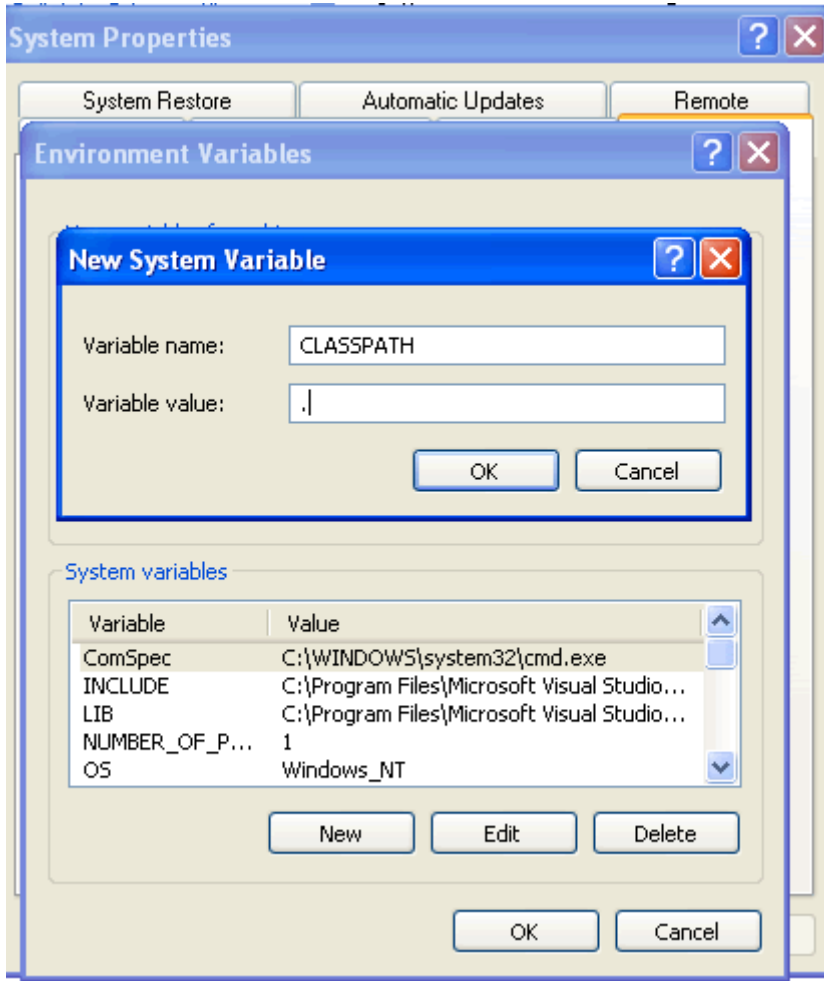 System Properties
System Restore Automatic Updates Remote
Environment Variables
New System Variable
Variable name: CLASSPATH
Variable value: .
OK Cancel
System variables
Variable Value
ComSpec C:\WINDOWS\system32\cmd.exe
INCLUDE C:\Program Files\Microsoft Visual Studio...
LIB C:\Program Files\Microsoft Visual Studio...
NUMBER_OF_P... 1
OS Windows_NT
New Edit Delete
OK Cancel